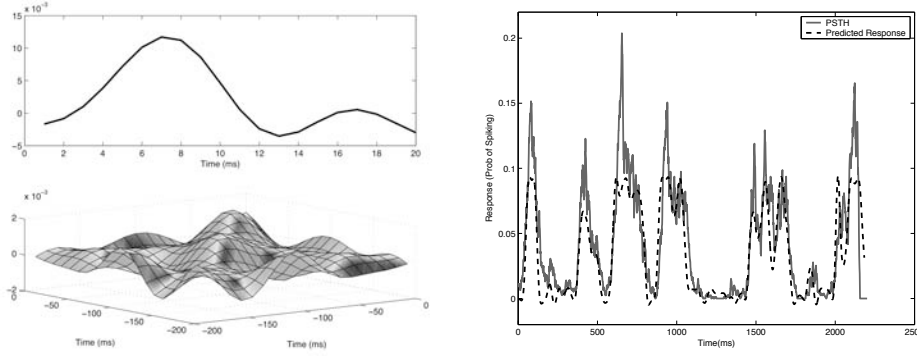 x 10⁻³
15
10
5
0
−5
0 2 4 6 8 10 12 14 16 18 20
Time (ms)
x 10⁻³
2
0
−2
0
−50
−100
−150
−200
−200
−150
−100
−50
0
Time (ms)
Time (ms)
PSTH
Predicted Response
Response (Prob of Spiking)
0.2
0.15
0.1
0.05
0
0 500 1000 1500 2000 250
Time(ms)